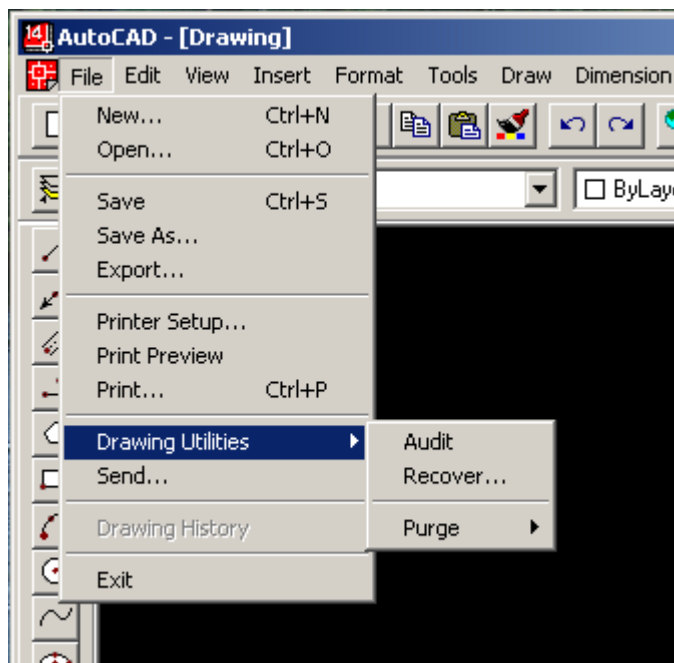 14 AutoCAD - [Drawing]
File Edit View Insert Format Tools Draw Dimension
New... Ctrl+N
Open... Ctrl+O
ByLay
Save Ctrl+S
Save As...
Export...
Printer Setup...
Print Preview
Print... Ctrl+P
Drawing Utilities
Send...
Drawing History
Exit
Audit
Recover...
Purge